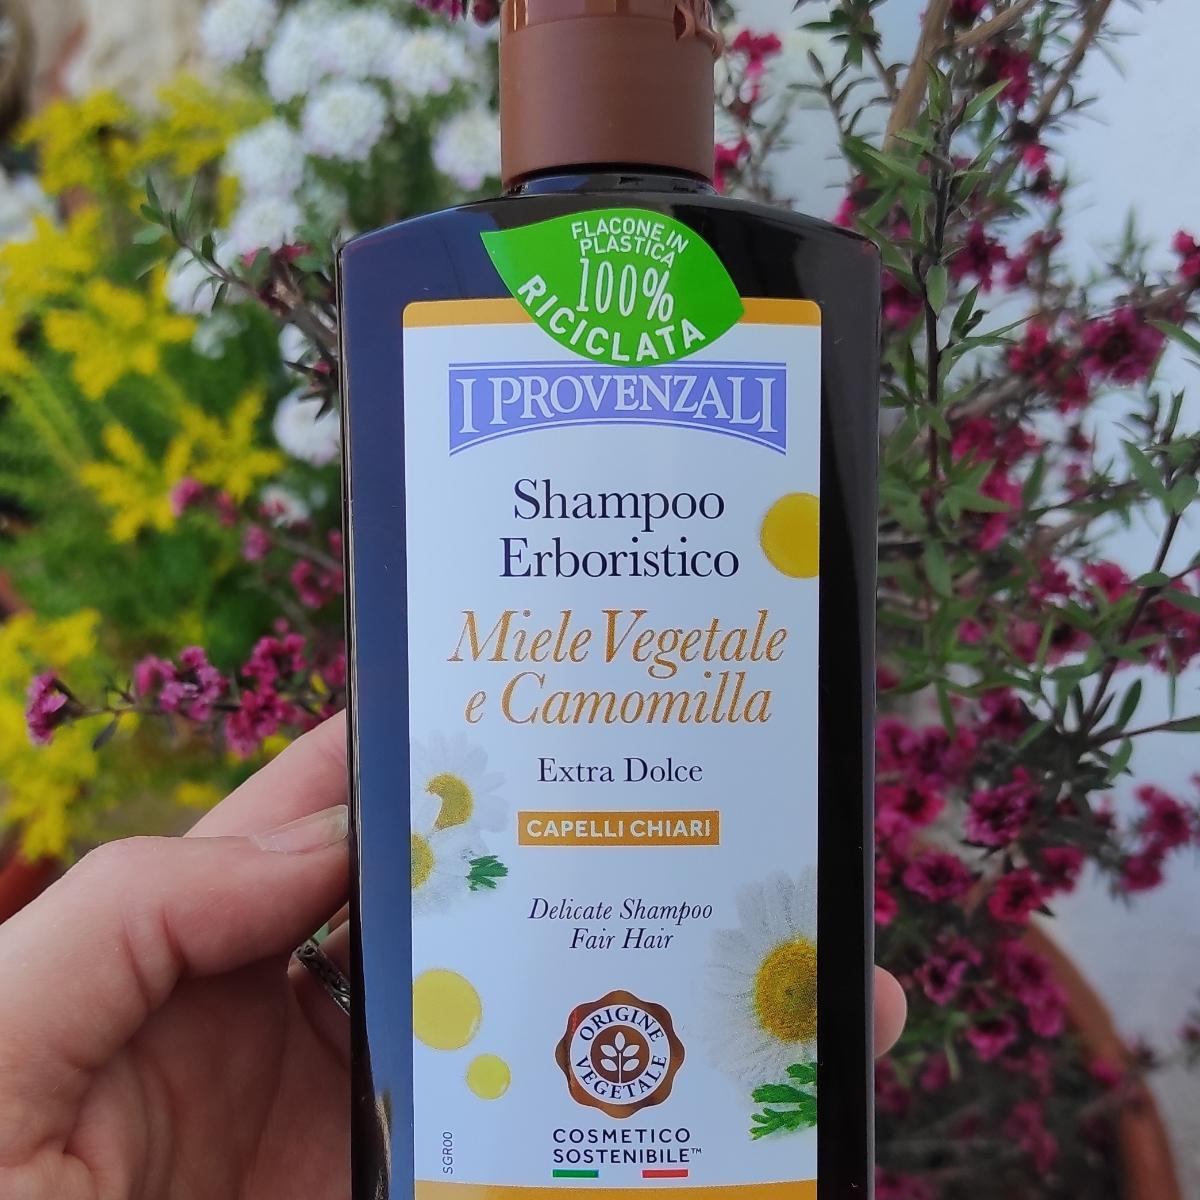 FLACONE IN
PLASTICA
100%
RICICLATA
I PROVENZALI
Shampoo
Erboristico
Miele Vegetale
e Camomilla
Extra Dolce
CAPELLI CHIARI
Delicate Shampoo
Fair Hair
ORIGINE
VEGETALE
COSMETICO
SOSTENIBILE™
SGR00